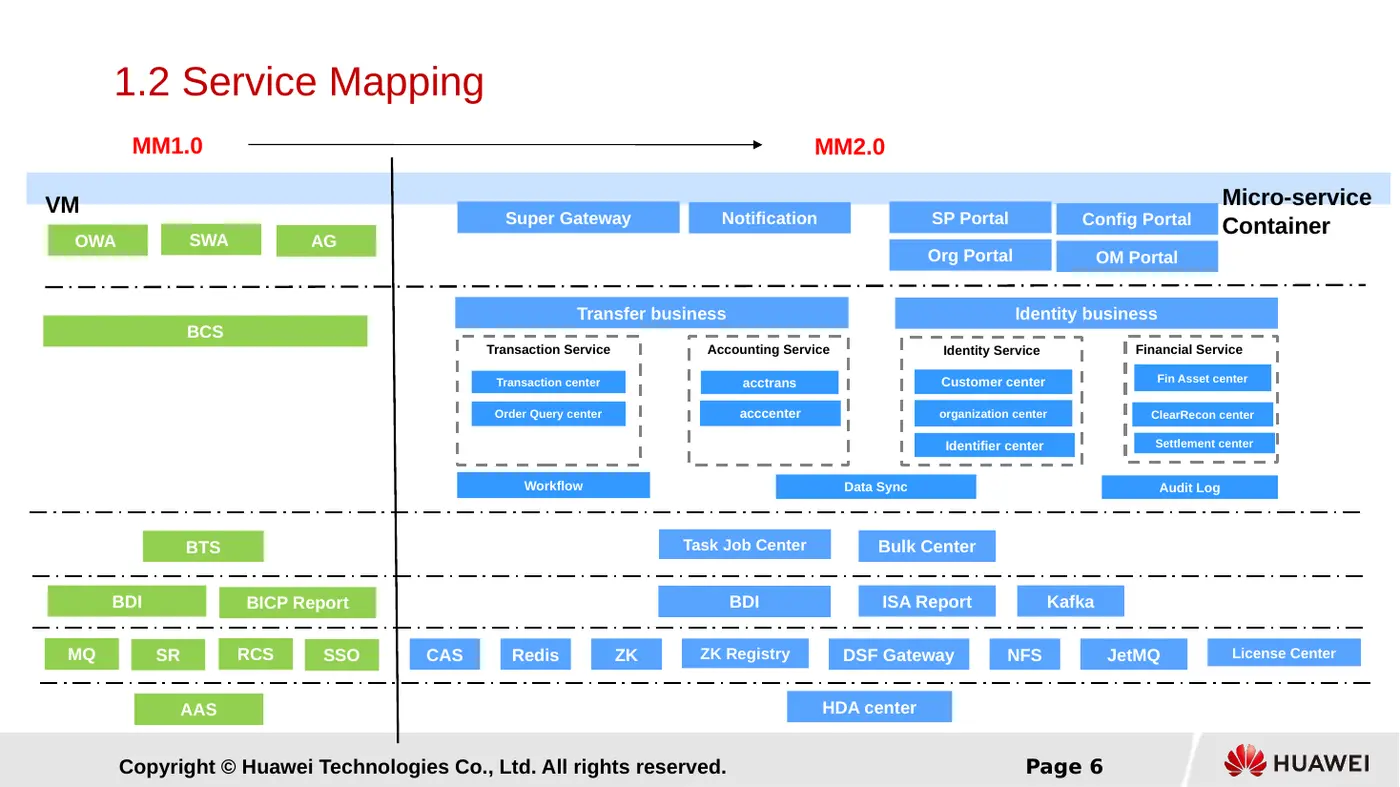 1.2 Service Mapping
MM1.0
MM2.0
VM
Micro-service
Container
OWA
SWA
AG
Super Gateway
Notification
SP Portal
Config Portal
Org Portal
OM Portal
BCS
Transfer business
Identity business
Transaction Service
Transaction center
Order Query center
Accounting Service
acctrans
acccenter
Identity Service
Customer center
organization center
Identifier center
Financial Service
Fin Asset center
ClearRecon center
Settlement center
Workflow
Data Sync
Audit Log
BTS
Task Job Center
Bulk Center
BDI
BICP Report
BDI
ISA Report
Kafka
MQ
SR
RCS
SSO
CAS
Redis
ZK
ZK Registry
DSF Gateway
NFS
JetMQ
License Center
AAS
HDA center
Copyright © Huawei Technologies Co., Ltd. All rights reserved.
Page 6
HUAWEI